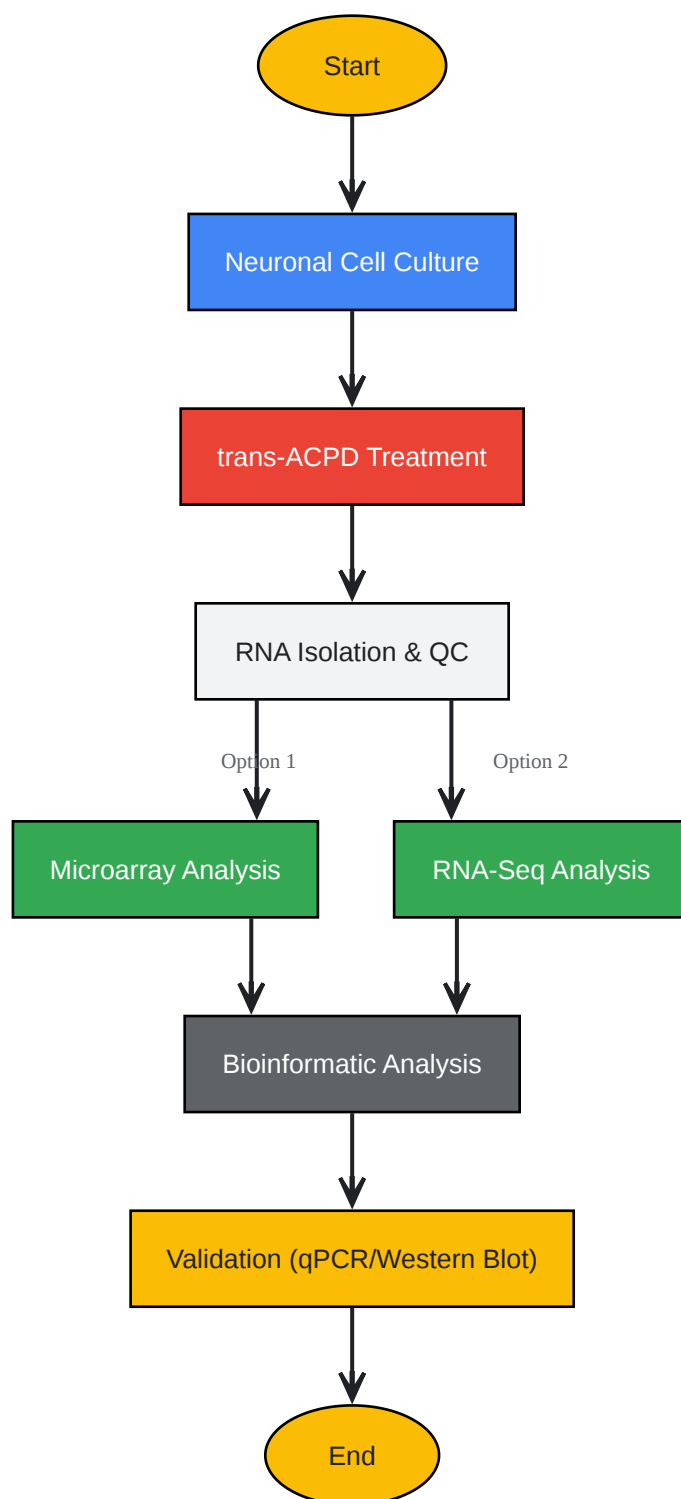 Start
Neuronal Cell Culture
trans-ACPD Treatment
RNA Isolation & QC
Option 1
Option 2
Microarray Analysis
RNA-Seq Analysis
Bioinformatic Analysis
Validation (qPCR/Western Blot)
End